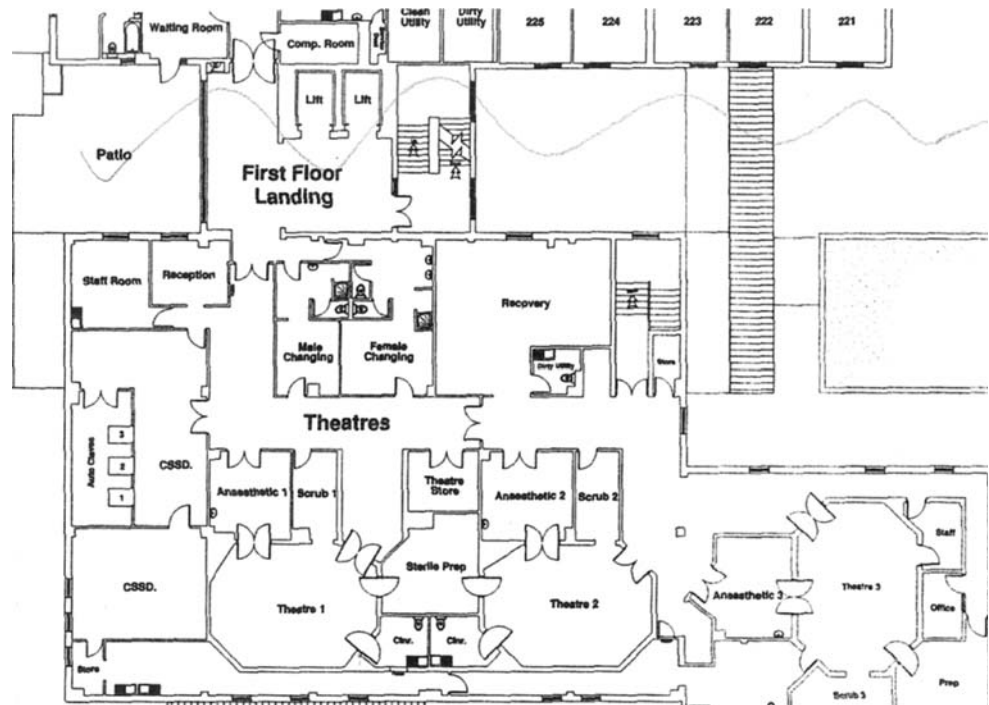 Waiting Room
Comp. Room
Clean
Utility
Dirty
Utility
225
224
223
222
221
Lift
Lift
Patio
First Floor
Landing
Staff Room
Reception
Recovery
Male
Changing
Female
Changing
Dirty Utility
Store
Theatres
Auto Claves
3
2
1
CSSD.
Anaesthetic 1
Scrub 1
Theatre
Store
Anaesthetic 2
Scrub 2
Staff
Sterile Prep
CSSD.
Theatre 1
Theatre 2
Anaesthetic 3
Theatre 3
Office
Clnr.
Clnr.
Store
Scrub 3
Prep